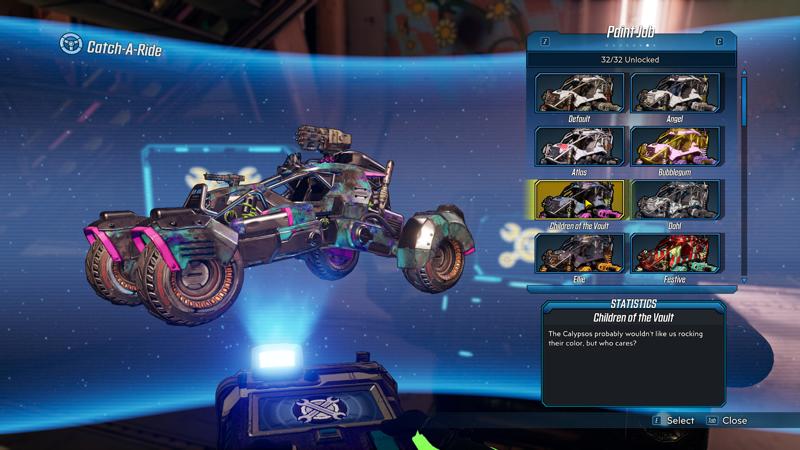 Catch-A-Ride
Paint Job
Z
C
32/32 Unlocked
Default
Angel
Atlas
Bubblegum
Children of the Vault
Dahl
Ellie
Festive
STATISTICS
Children of the Vault
The Calypsos probably wouldn't like us rocking
their color, but who cares?
E Select
Tab Close